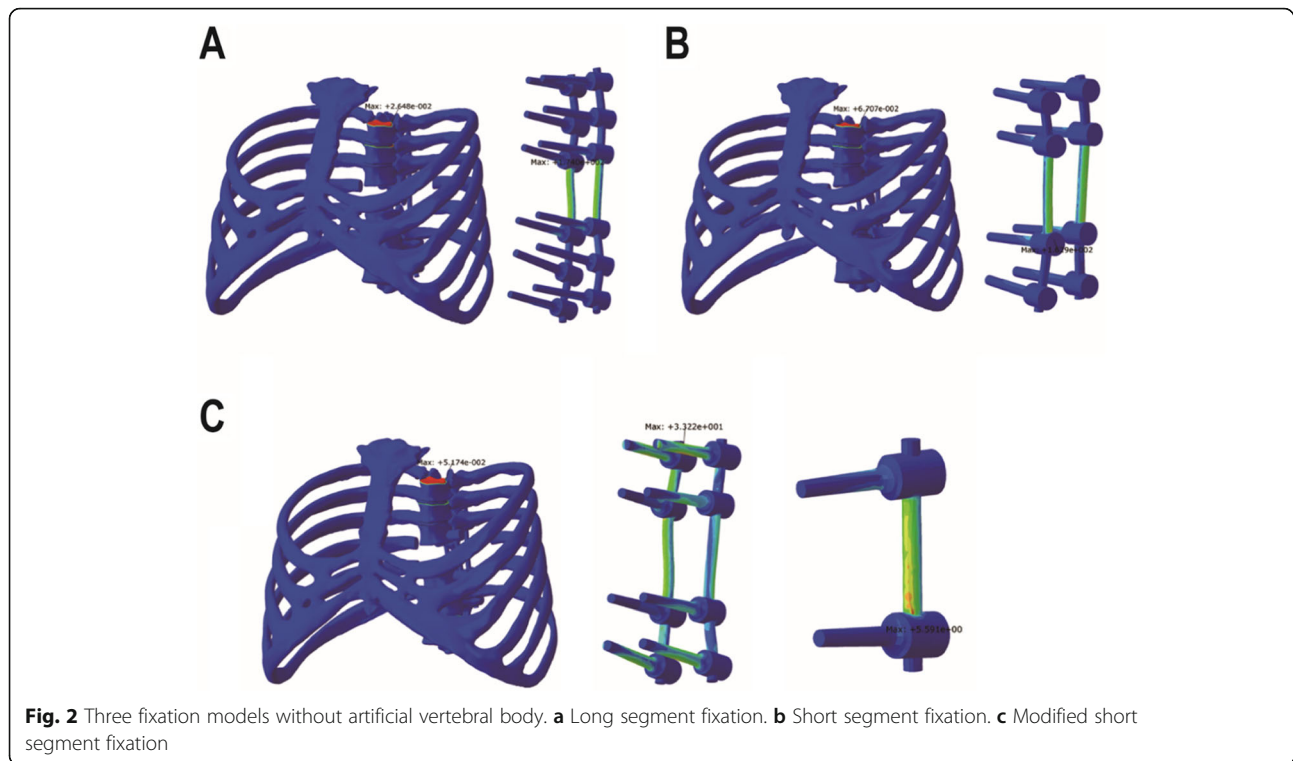 A
B
Max: +2.648e-002
Max: +6.707e-002
C
Max: +5.174e-002
Max: +3.322e+001
Fig. 2 Three fixation models without artificial vertebral body. a Long segment fixation. b Short segment fixation. c Modified short
segment fixation